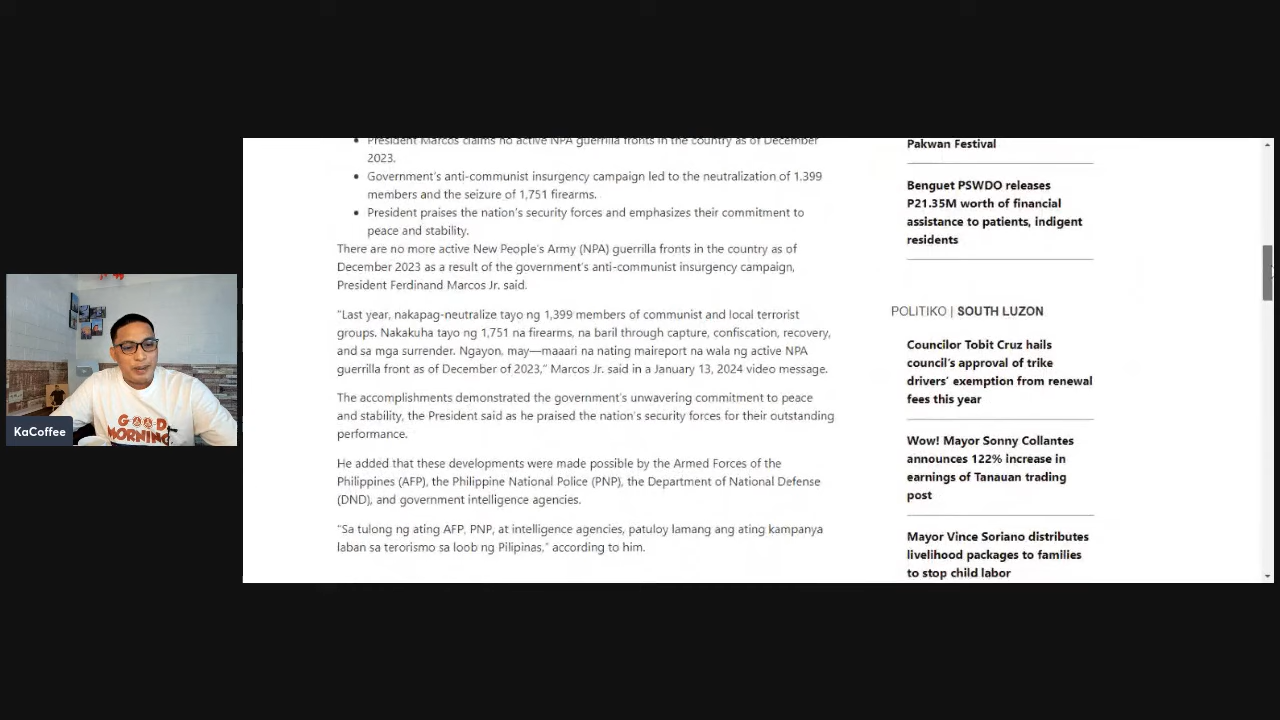 President Marcos claims no active NPA guerrilla fronts in the country as of December
2023.
Government's anti-communist insurgency campaign led to the neutralization of 1,399
members and the seizure of 1,751 firearms.
President praises the nation's security forces and emphasizes their commitment to
peace and stability.
There are no more active New People's Army (NPA) guerrilla fronts in the country as of
December 2023 as a result of the government's anti-communist insurgency campaign,
President Ferdinand Marcos Jr. said.
"Last year, nakapag-neutralize tayo ng 1,399 members of communist and local terrorist
groups. Nakakuha tayo ng 1,751 na firearms, na baril through capture, confiscation, recovery,
and sa mga surrender. Ngayon, may—maaari na nating maireport na wala ng active NPA
guerrilla front as of December of 2023," Marcos Jr. said in a January 13, 2024 video message.
The accomplishments demonstrated the government's unwavering commitment to peace
and stability, the President said as he praised the nation's security forces for their outstanding
performance.
He added that these developments were made possible by the Armed Forces of the
Philippines (AFP), the Philippine National Police (PNP), the Department of National Defense
(DND), and government intelligence agencies.
"Sa tulong ng ating AFP, PNP, at intelligence agencies, patuloy lamang ang ating kampanya
laban sa terorismo sa loob ng Pilipinas," according to him.
Pakwan Festival
Benguet PSWDO releases
P21.35M worth of financial
assistance to patients, indigent
residents
POLITIKO | SOUTH LUZON
Councilor Tobit Cruz hails
council's approval of trike
drivers' exemption from renewal
fees this year
Wow! Mayor Sonny Collantes
announces 122% increase in
earnings of Tanauan trading
post
Mayor Vince Soriano distributes
livelihood packages to families
to stop child labor
KaCoffee
GOOD
MORNING